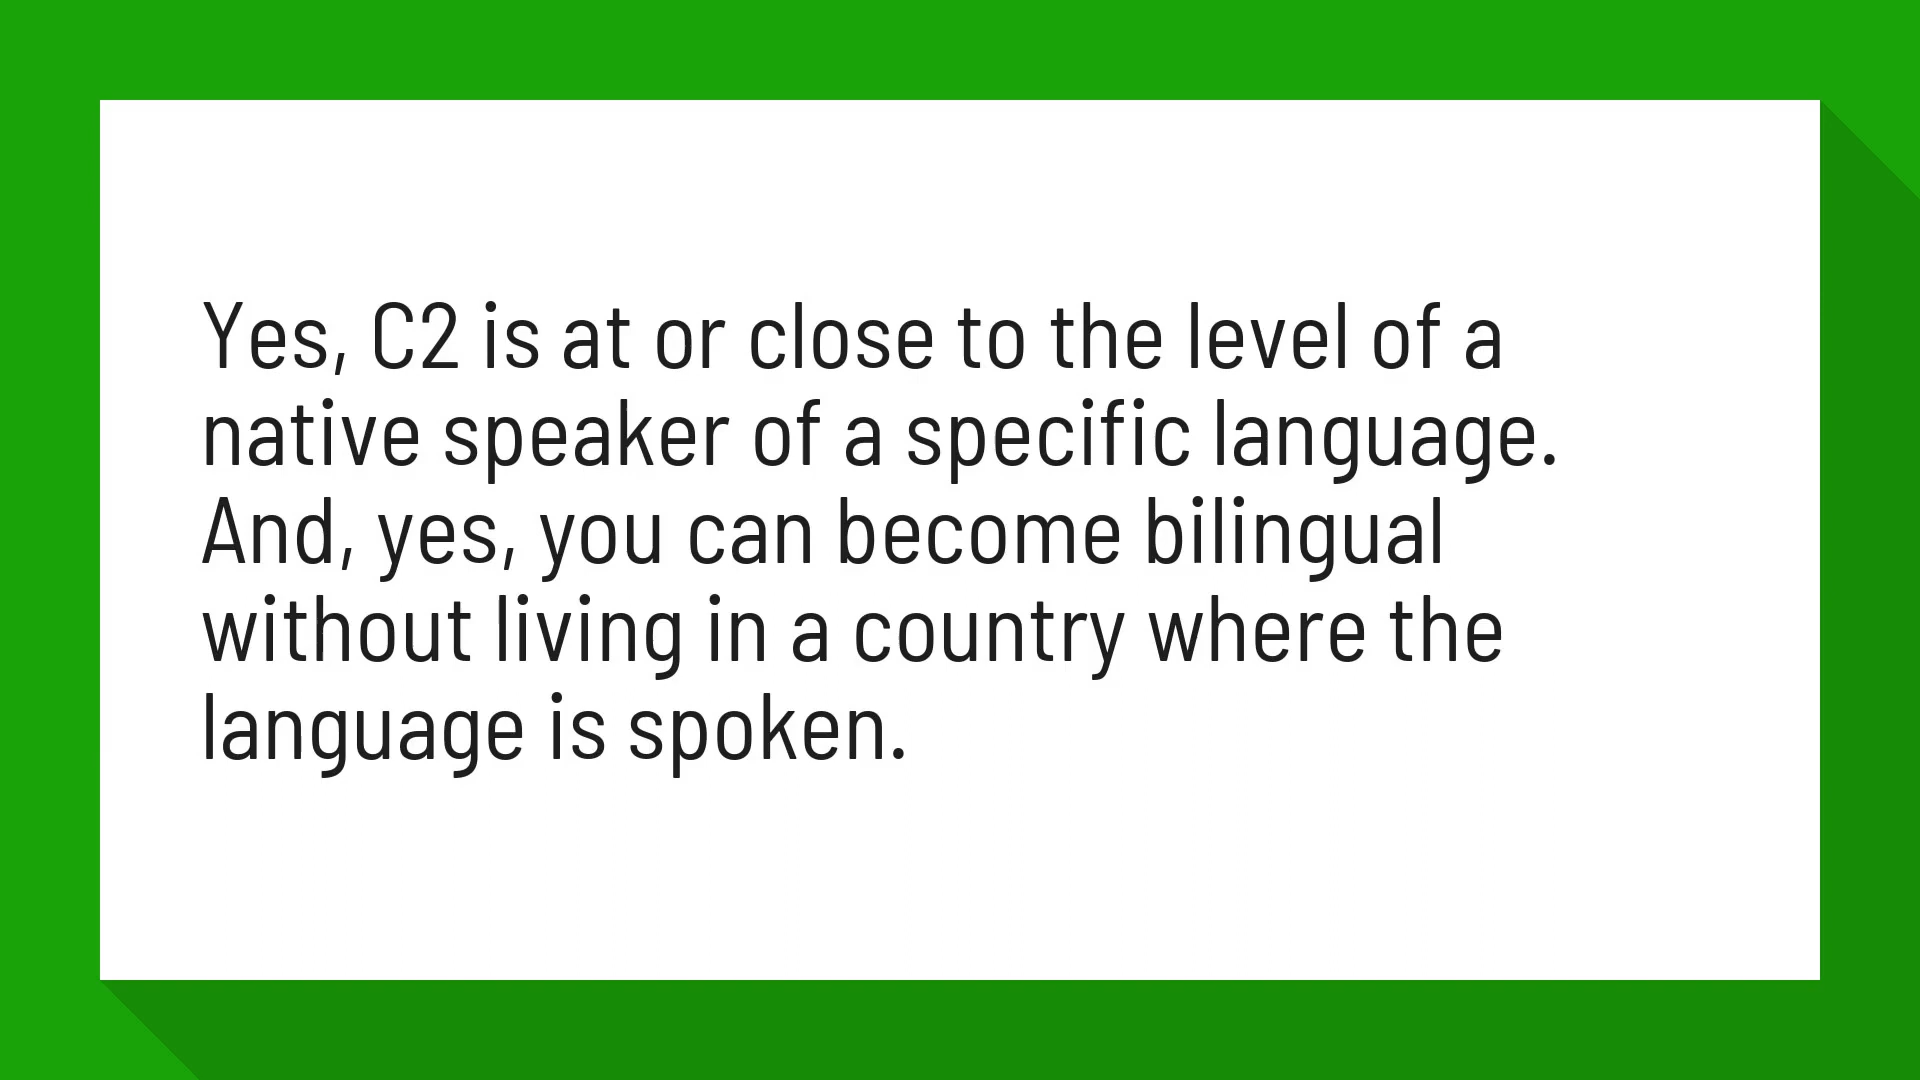 Yes, C2 is at or close to the level of a
native speaker of a specific language.
And, yes, you can become bilingual
without living in a country where the
language is spoken.